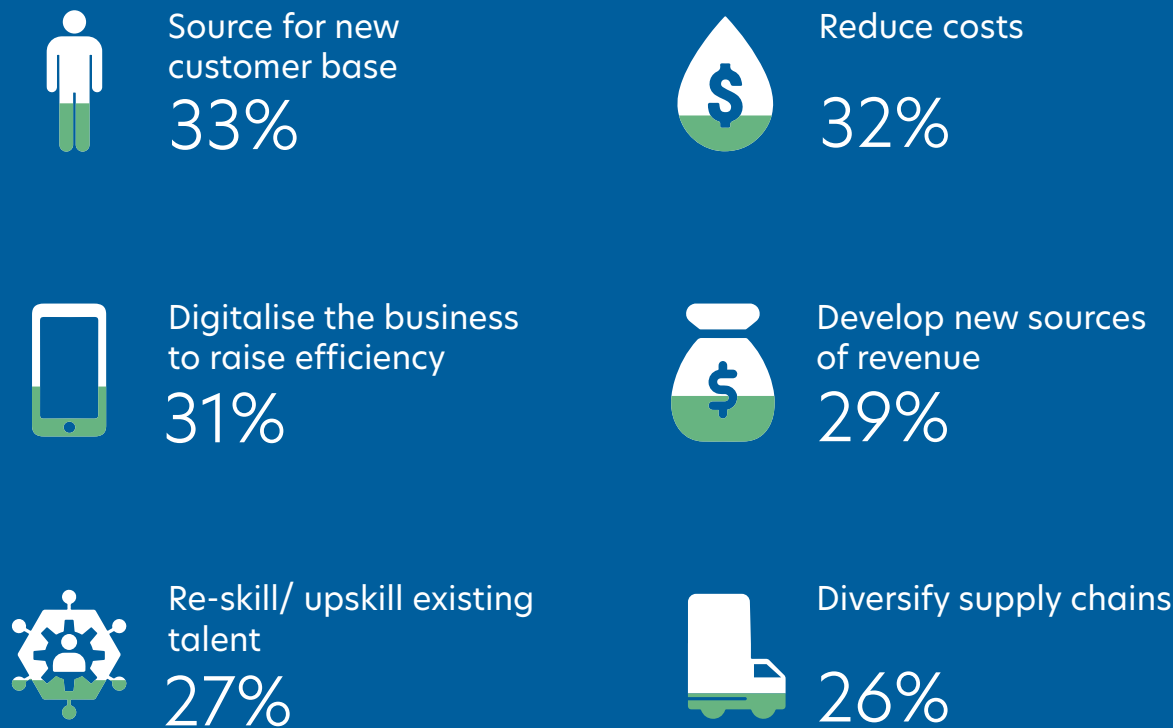 Source for new
customer base
33%
Reduce costs
32%
Digitalise the business
to raise efficiency
31%
Develop new sources
of revenue
29%
Re-skill/ upskill existing
talent
27%
Diversify supply chains
26%
$
$